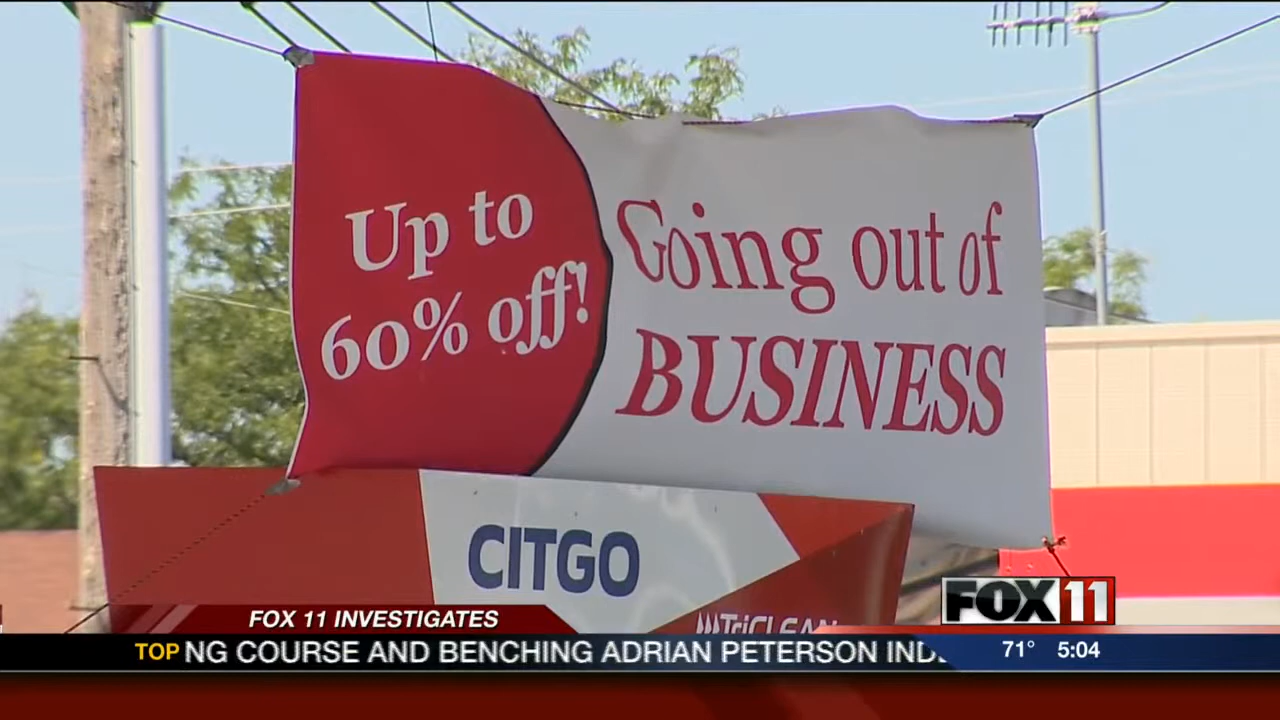 Up to
60% off!
Going out of
BUSINESS
CITGO
TriCLEAN
FOX 11 INVESTIGATES
FOX 11
TOP NG COURSE AND BENCHING ADRIAN PETERSON
71° 5:04